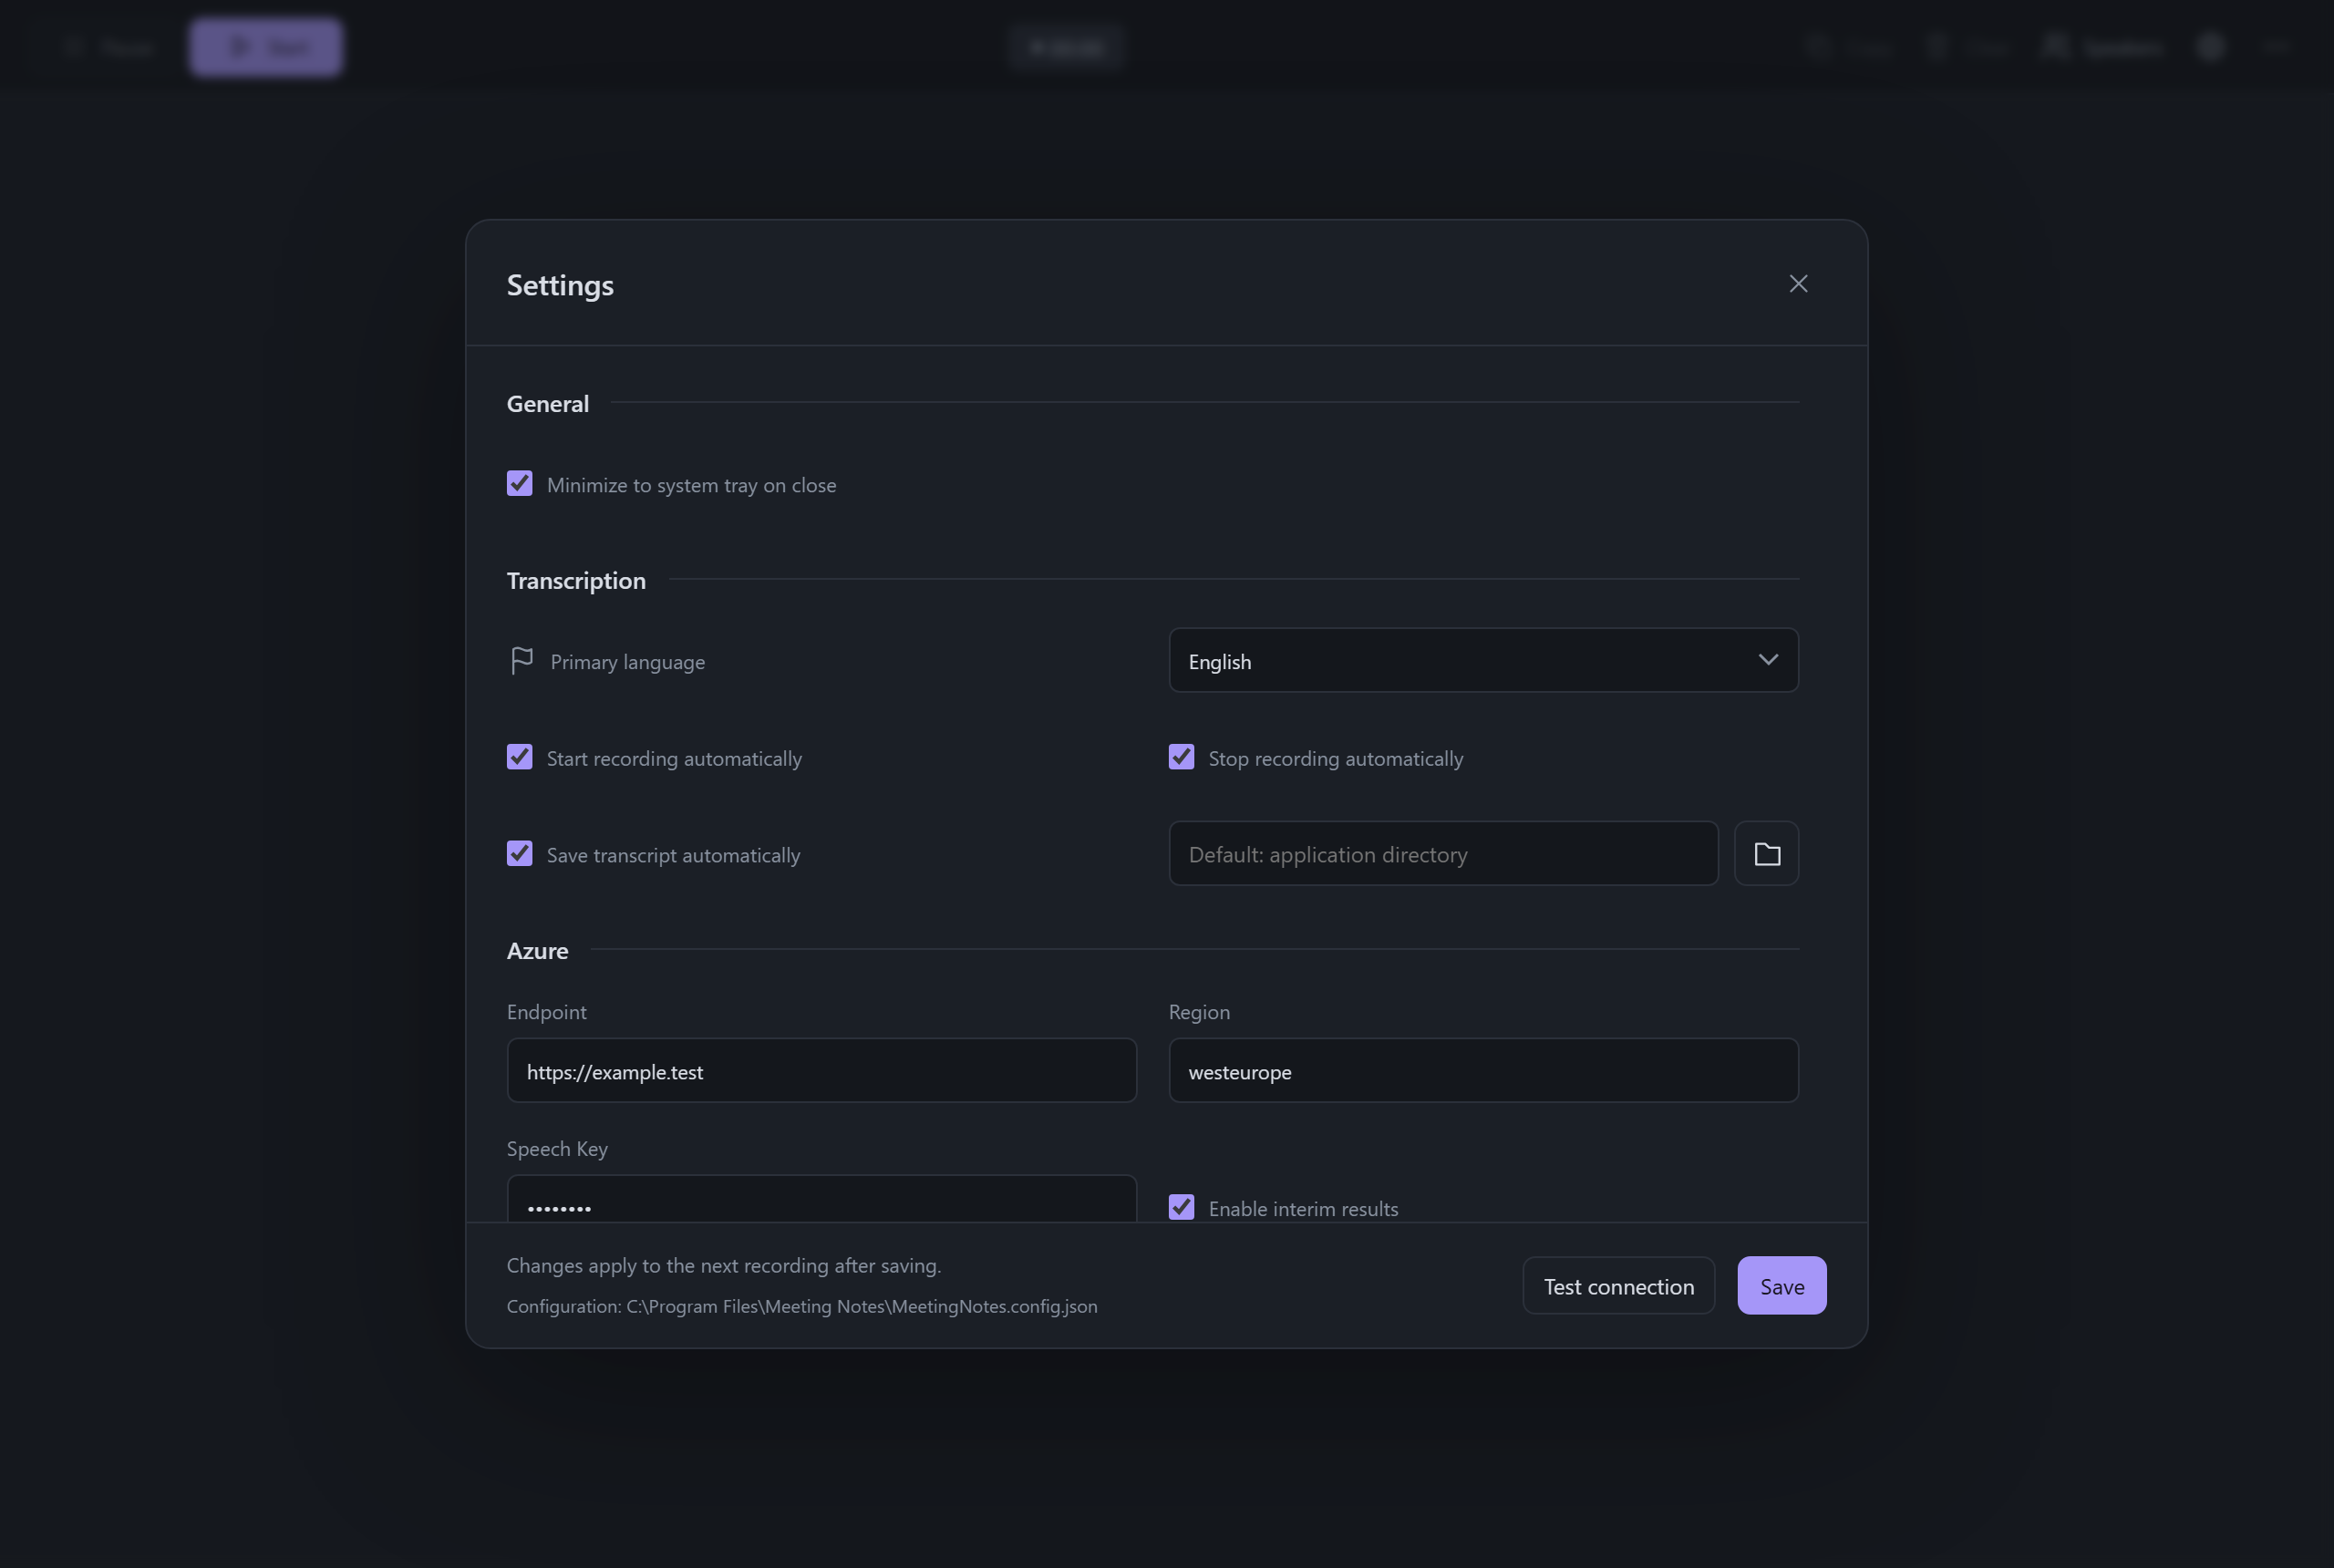 Settings
General
Minimize to system tray on close
Transcription
Primary language
English
Start recording automatically
Stop recording automatically
Save transcript automatically
Default: application directory
Azure
Endpoint
Region
https://example.test
westeurope
Speech Key
••••••••
Enable interim results
Changes apply to the next recording after saving.
Configuration: C:\Program Files\Meeting Notes\MeetingNotes.config.json
Test connection
Save